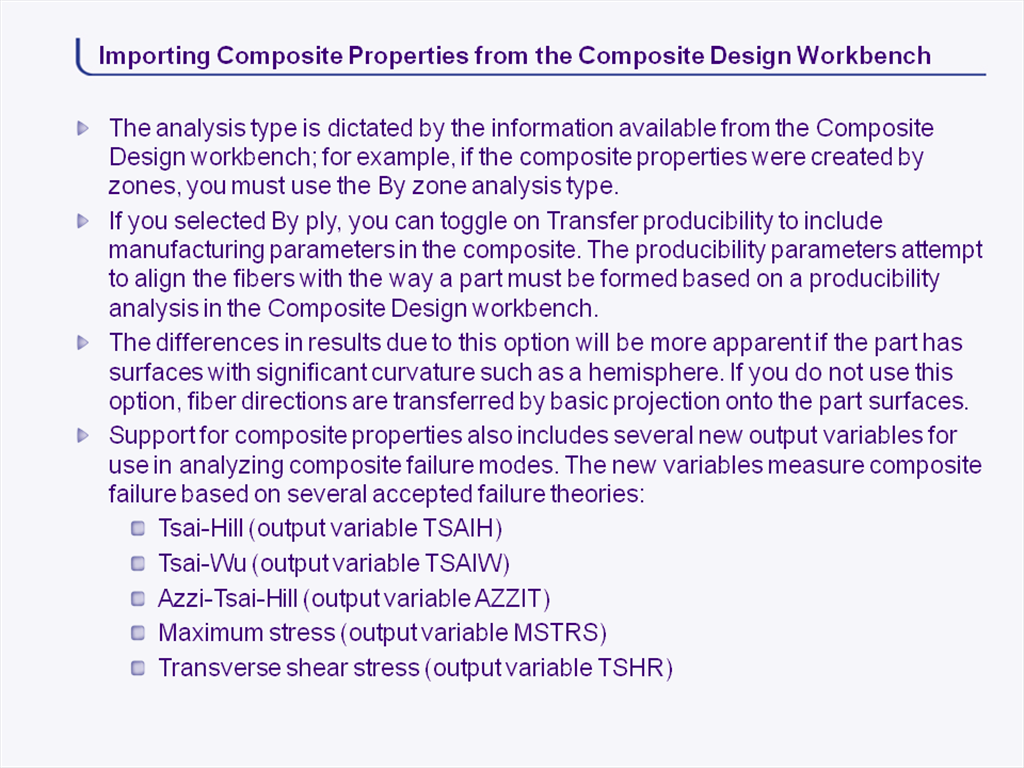 Importing Composite Properties from the Composite Design Workbench
The analysis type is dictated by the information available from the Composite
Design workbench; for example, if the composite properties were created by
zones, you must use the By zone analysis type.
If you selected By ply, you can toggle on Transfer producibility to include
manufacturing parameters in the composite. The producibility parameters attempt
to align the fibers with the way a part must be formed based on a producibility
analysis in the Composite Design workbench.
The differences in results due to this option will be more apparent if the part has
surfaces with significant curvature such as a hemisphere. If you do not use this
option, fiber directions are transferred by basic projection onto the part surfaces.
Support for composite properties also includes several new output variables for
use in analyzing composite failure modes. The new variables measure composite
failure based on several accepted failure theories:
Tsai-Hill (output variable TSAIH)
Tsai-Wu (output variable TSAIW)
Azzi-Tsai-Hill (output variable AZZIT)
Maximum stress (output variable MSTRS)
Transverse shear stress (output variable TSHR)